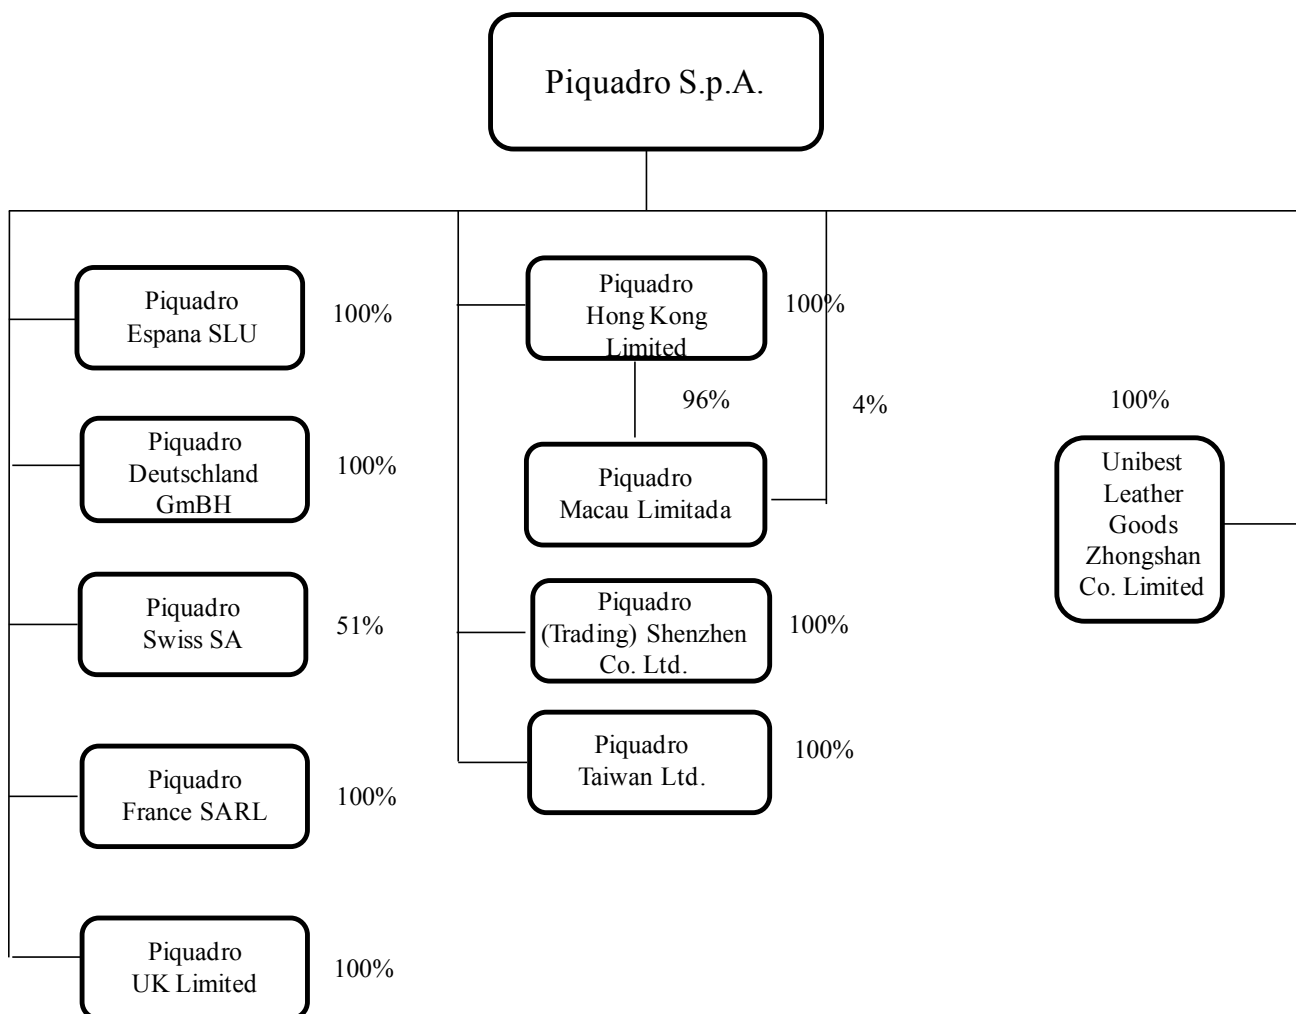 Piquadro S.p.A.
Piquadro
Espana SLU
100%
Piquadro
Deutschland
GmBH
100%
Piquadro
Swiss SA
51%
Piquadro
France SARL
100%
Piquadro
UK Limited
100%
Piquadro
Hong Kong
Limited
100%
96%
4%
Piquadro
Macau Limitada
Piquadro
(Trading) Shenzhen
Co. Ltd.
100%
Piquadro
Taiwan Ltd.
100%
100%
Unibest
Leather
Goods
Zhongshan
Co. Limited